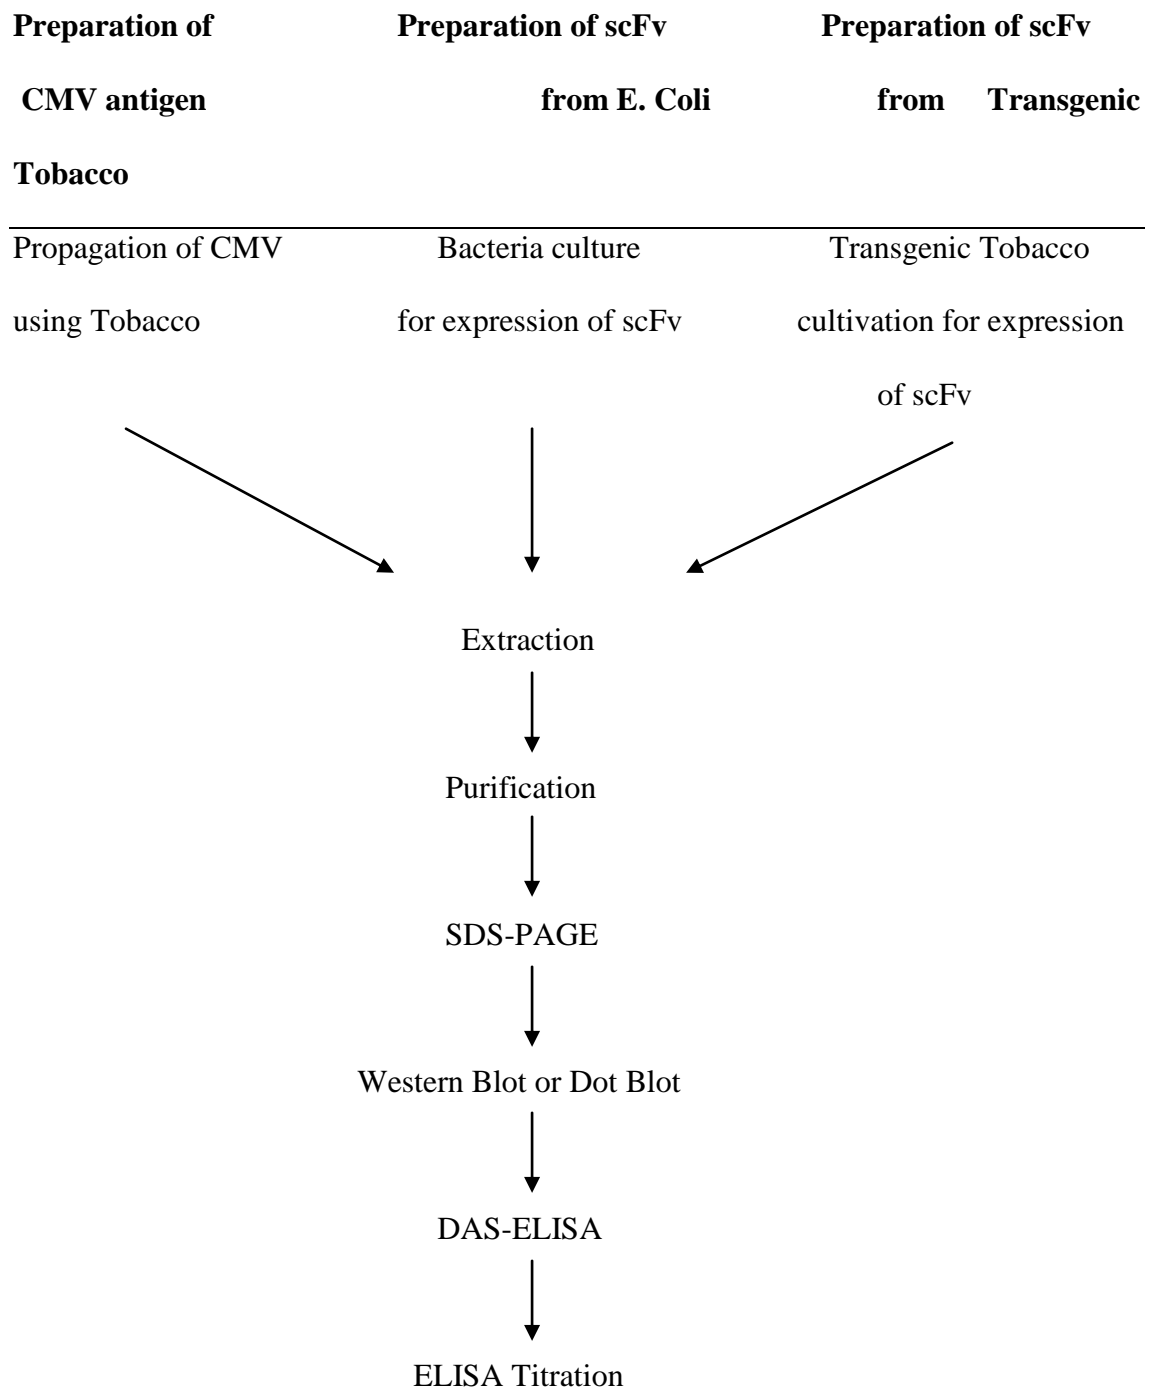 Preparation of Preparation of scFv Preparation of scFv
CMV antigen from E. Coli from Transgenic
Tobacco
Propagation of CMV Bacteria culture Transgenic Tobacco
using Tobacco for expression of scFv cultivation for expression
of scFv
Extraction
Purification
SDS-PAGE
Western Blot or Dot Blot
DAS-ELISA
ELISA Titration